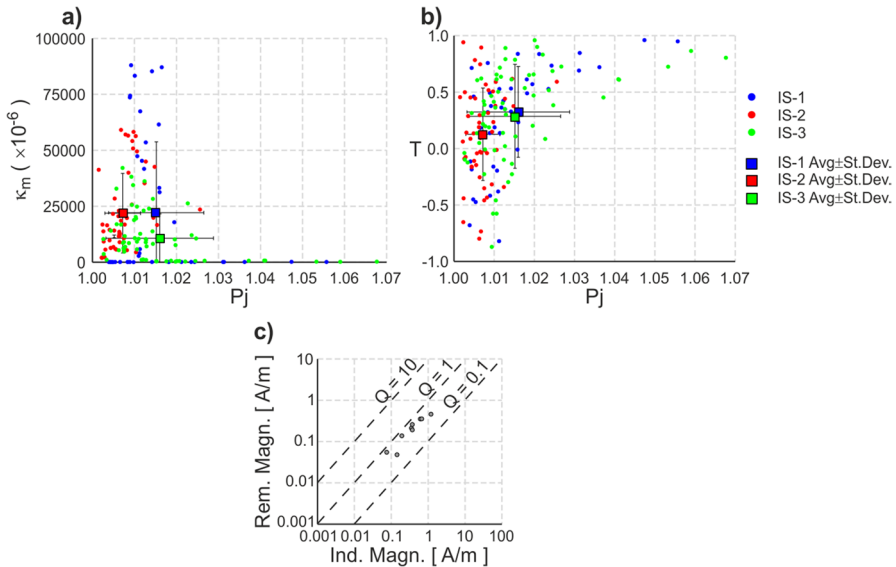 a)
100000
75000
50000
25000
0
κm ( ×10-6 )
1.00 1.01 1.02 1.03 1.04 1.05 1.06 1.07
Pj
b)
1.0
0.5
0.0
-0.5
-1.0
T
1.00 1.01 1.02 1.03 1.04 1.05 1.06 1.07
Pj
IS-1
IS-2
IS-3
IS-1 Avg±St.Dev.
IS-2 Avg±St.Dev.
IS-3 Avg±St.Dev.
c)
10
1
0.1
0.01
0.001
Rem. Magn. [ A/m ]
Q = 10
Q = 1
Q = 0.1
0.001 0.01 0.1 1 10 100
Ind. Magn. [ A/m ]